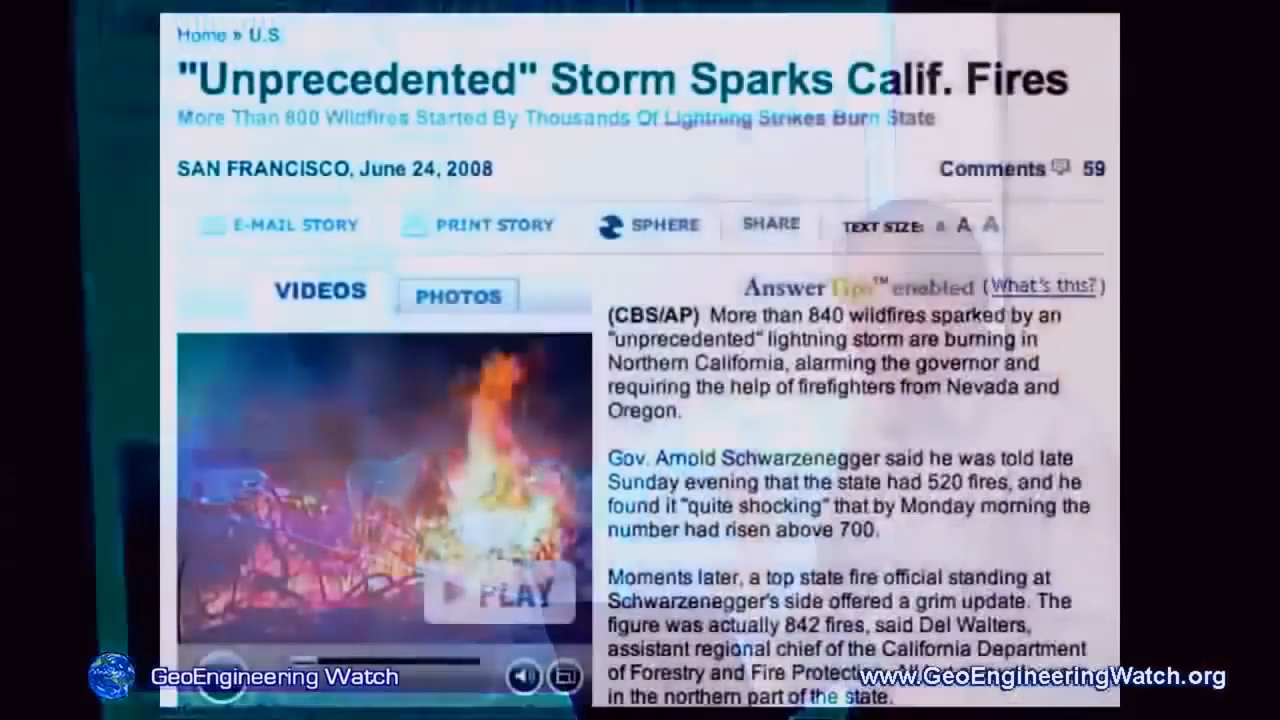 Home » U.S
"Unprecedented" Storm Sparks Calif. Fires
More Than 800 Wildfires Started By Thousands Of Lightning Strikes Burn State
SAN FRANCISCO, June 24, 2008
Comments 59
E-MAIL STORY PRINT STORY SPHERE SHARE TEXT SIZE: A A A
VIDEOS PHOTOS
AnswerTips™ enabled (What's this?)
(CBS/AP) More than 840 wildfires sparked by an
"unprecedented" lightning storm are burning in
Northern California, alarming the governor and
requiring the help of firefighters from Nevada and
Oregon.
Gov. Arnold Schwarzenegger said he was told late
Sunday evening that the state had 520 fires, and he
found it "quite shocking" that by Monday morning the
number had risen above 700.
Moments later, a top state fire official standing at
Schwarzenegger's side offered a grim update. The
figure was actually 842 fires, said Del Walters,
assistant regional chief of the California Department
of Forestry and Fire Protection.
in the northern part of the state.
PLAY
GeoEngineering Watch
www.GeoEngineeringWatch.org